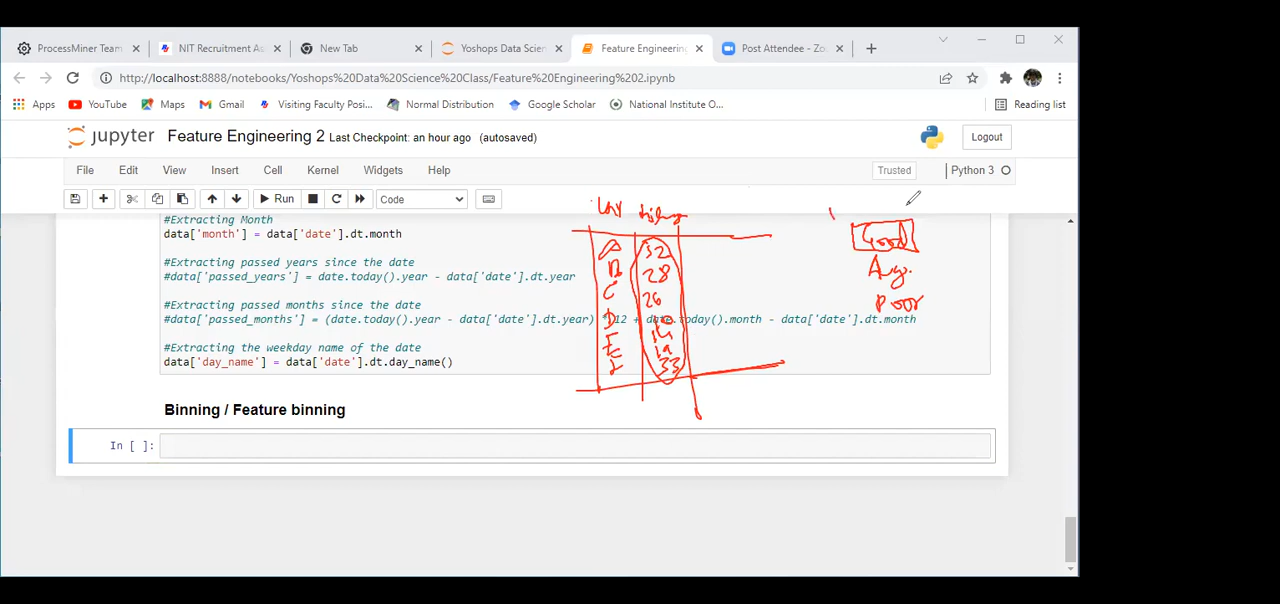 ProcessMiner Team
NIT Recruitment As
New Tab
Yoshops Data Scien
Feature Engineering
Post Attendee - Zo
http://localhost:8888/notebooks/Yoshops%20Data%20Science%20Class/Feature%20Engineering%202.ipynb
Apps YouTube Maps Gmail Visiting Faculty Posi... Normal Distribution Google Scholar National Institute O... Reading list
jupyter Feature Engineering 2 Last Checkpoint: an hour ago (autosaved) Logout
File Edit View Insert Cell Kernel Widgets Help Trusted Python 3
Run Code
#Extracting Month
data['month'] = data['date'].dt.month
#Extracting passed years since the date
#data['passed_years'] = date.today().year - data['date'].dt.year
#Extracting passed months since the date
#data['passed_months'] = (date.today().year - data['date'].dt.year) * 12 + date.today().month - data['date'].dt.month
#Extracting the weekday name of the date
data['day_name'] = data['date'].dt.day_name()
A 32
B 28
C 26
D
E
33
Good
Avg.
Poor
Binning / Feature binning
In [ ]: